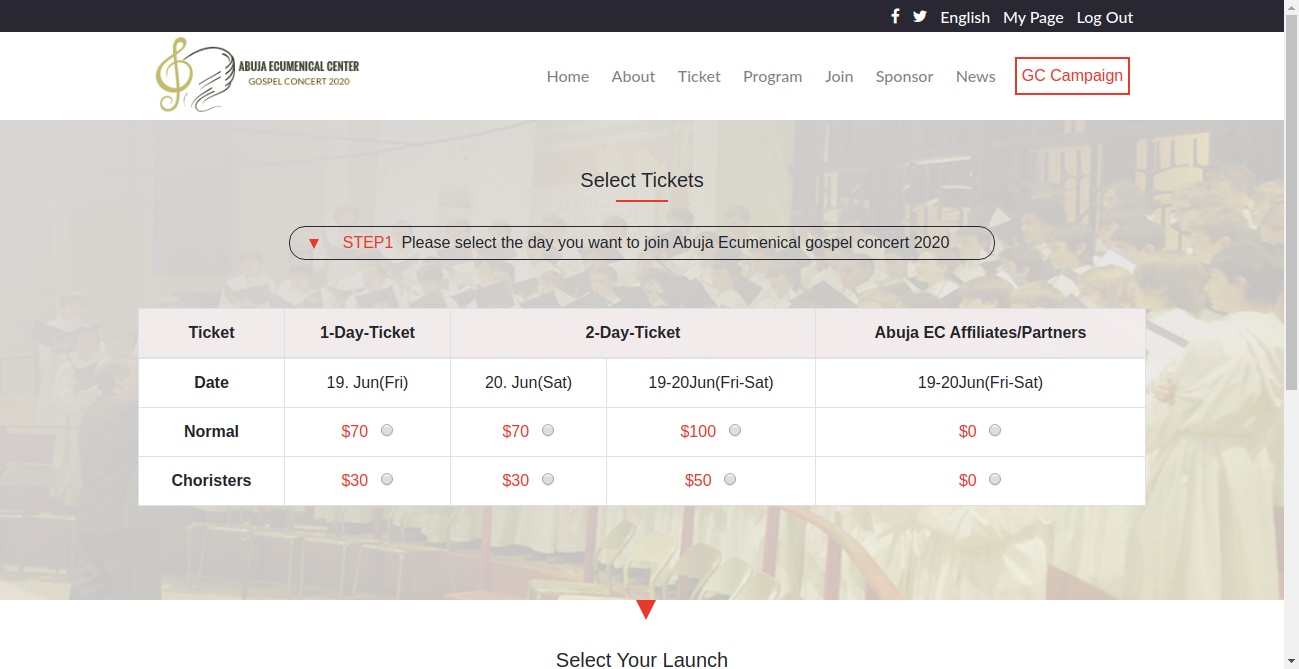 English My Page Log Out
ABUJA ECUMENICAL CENTER
GOSPEL CONCERT 2020
Home About Ticket Program Join Sponsor News GC Campaign
Select Tickets
▼ STEP1 Please select the day you want to join Abuja Ecumenical gospel concert 2020
Ticket 1-Day-Ticket 2-Day-Ticket Abuja EC Affiliates/Partners
Date 19. Jun(Fri) 20. Jun(Sat) 19-20Jun(Fri-Sat) 19-20Jun(Fri-Sat)
Normal $70 $70 $100 $0
Choristers $30 $30 $50 $0
Select Your Launch